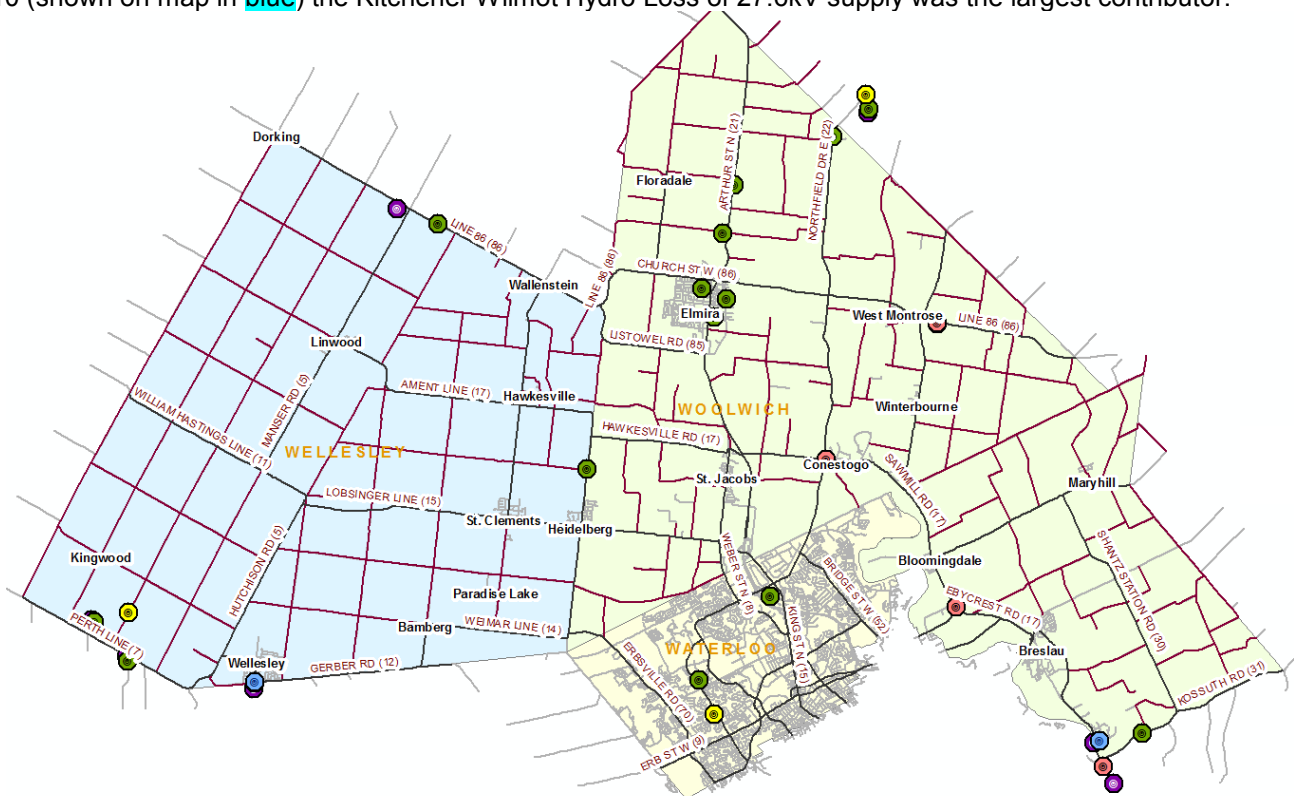 (shown on map in blue) the Kitchener Wilmot Hydro Loss of 27.6kV supply was the largest contributor.
Dorking
ARTHUR ST N (21)
NORTHFIELD DR E (22)
Floradale
LINE 86 (86)
CHURCH ST W (86)
LINE 86 (86)
Wallenstein
Elmira
West Montrose
LINE 86 (86)
Linwood
LISTOWEL RD (85)
MANSER RD (5)
AMENT LINE (17)
Hawkesville
WILLIAM HASTINGS LINE (11)
WOOLWICH
Winterbourne
HAWKESVILLE RD (17)
WELLESLEY
Conestogo
SAWMILL RD (17)
St. Jacobs
Maryhill
LOBSINGER LINE (15)
St. Clements
Heidelberg
Kingwood
HUTCHISON RD (5)
WEBER ST N (8)
BRIDGE ST W (52)
Bloomingdale
SHANTZ STATION RD (30)
Paradise Lake
EBYCREST RD (17)
PERTH LINE (7)
Bamberg
WEIMAR LINE (14)
KING ST N (15)
WATERLOO
Breslau
Wellesley
GERBER RD (12)
ERBSVILLE RD (70)
KOSSUTH RD (31)
ERB ST W (9)